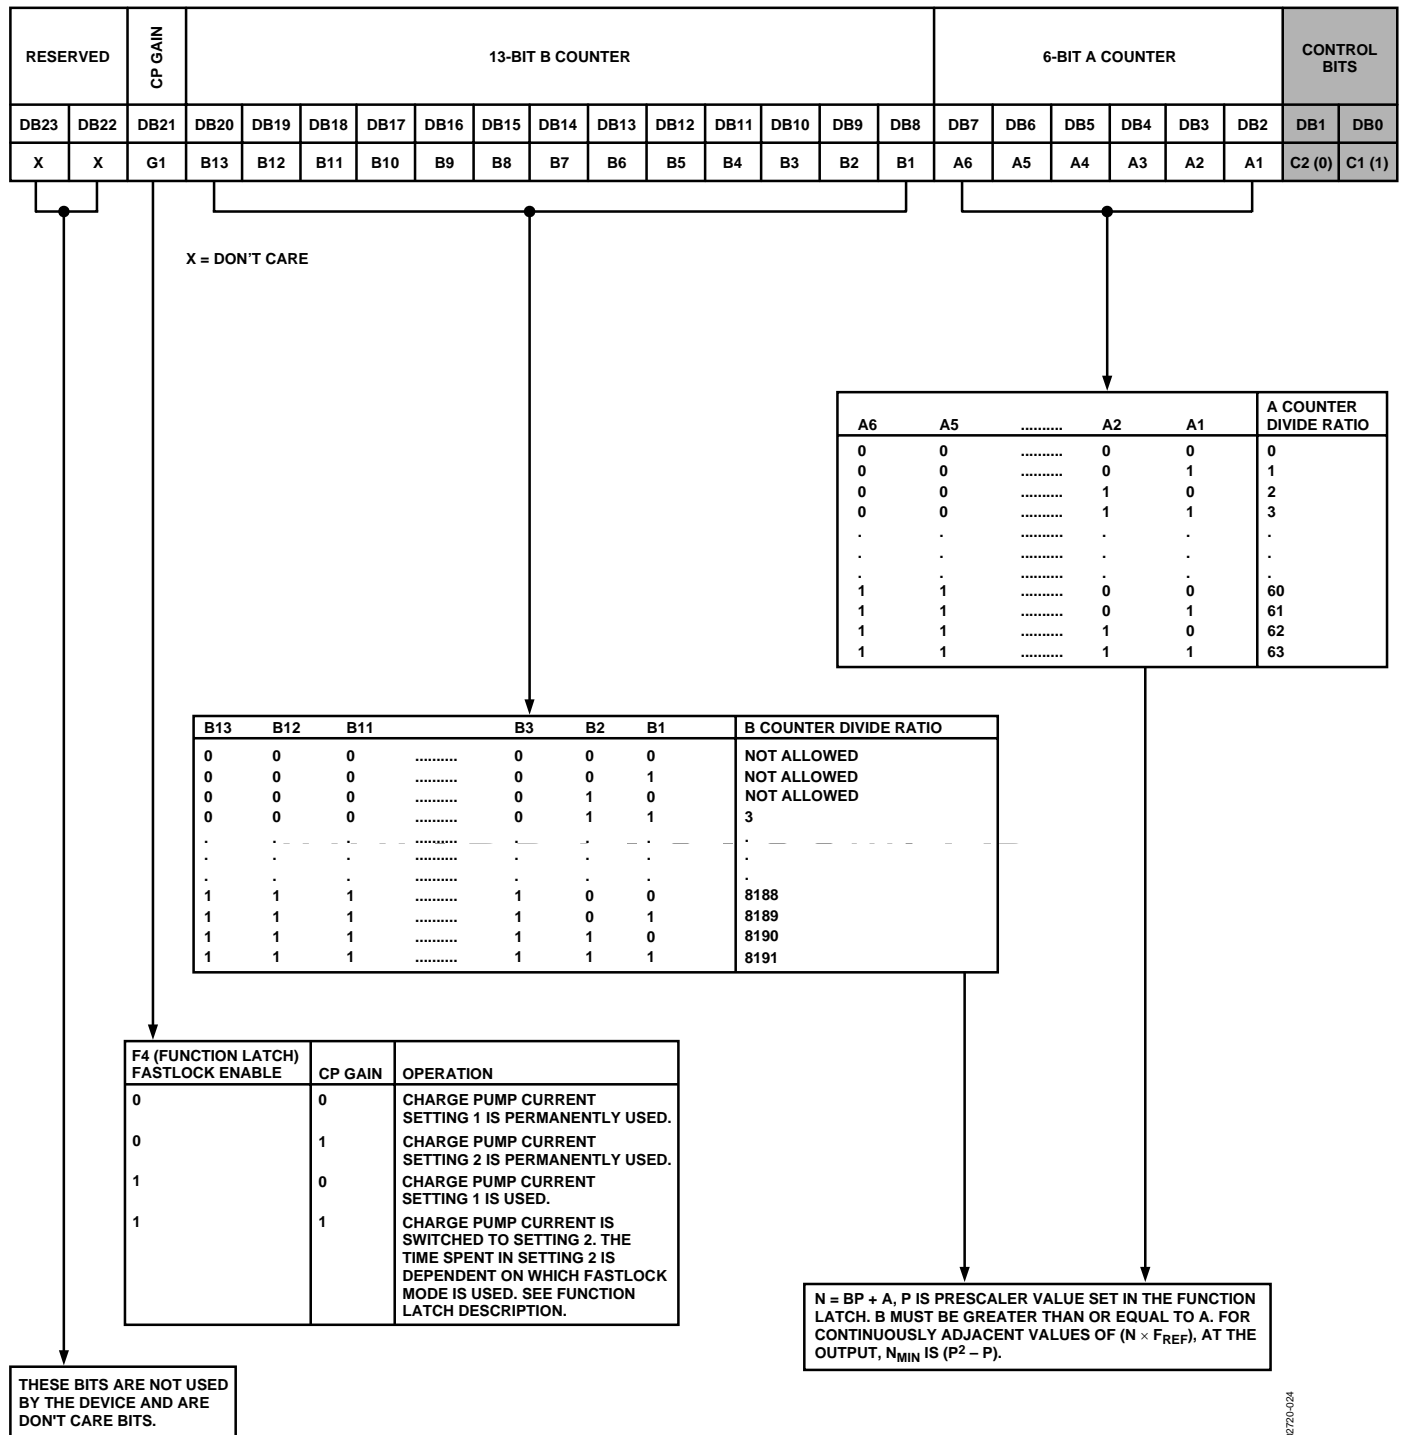 RESERVED CP GAIN 13-BIT B COUNTER 6-BIT A COUNTER CONTROL
BITS
DB23 DB22 DB21 DB20 DB19 DB18 DB17 DB16 DB15 DB14 DB13 DB12 DB11 DB10 DB9 DB8 DB7 DB6 DB5 DB4 DB3 DB2 DB1 DB0
X X G1 B13 B12 B11 B10 B9 B8 B7 B6 B5 B4 B3 B2 B1 A6 A5 A4 A3 A2 A1 C2 (0) C1 (1)
X = DON'T CARE
A COUNTER
A6 A5 .......... A2 A1 DIVIDE RATIO
0 0 .......... 0 0 0
0 0 .......... 0 1 1
0 0 .......... 1 0 2
0 0 .......... 1 1 3
. . .......... . . .
. . .......... . . .
. . .......... . . .
1 1 .......... 0 0 60
1 1 .......... 0 1 61
1 1 .......... 1 0 62
1 1 .......... 1 1 63
B13 B12 B11 B3 B2 B1 B COUNTER DIVIDE RATIO
0 0 0 .......... 0 0 0 NOT ALLOWED
0 0 0 .......... 0 0 1 NOT ALLOWED
0 0 0 .......... 0 1 0 NOT ALLOWED
0 0 0 .......... 0 1 1 3
. . . .......... . . . .
. . . .......... . . . .
. . . .......... . . . .
1 1 1 .......... 1 0 0 8188
1 1 1 .......... 1 0 1 8189
1 1 1 .......... 1 1 0 8190
1 1 1 .......... 1 1 1 8191
F4 (FUNCTION LATCH)
FASTLOCK ENABLE CP GAIN OPERATION
0 0 CHARGE PUMP CURRENT
SETTING 1 IS PERMANENTLY USED.
0 1 CHARGE PUMP CURRENT
SETTING 2 IS PERMANENTLY USED.
1 0 CHARGE PUMP CURRENT
SETTING 1 IS USED.
1 1 CHARGE PUMP CURRENT IS
SWITCHED TO SETTING 2. THE
TIME SPENT IN SETTING 2 IS
DEPENDENT ON WHICH FASTLOCK
MODE IS USED. SEE FUNCTION
LATCH DESCRIPTION.
N = BP + A, P IS PRESCALER VALUE SET IN THE FUNCTION
LATCH. B MUST BE GREATER THAN OR EQUAL TO A. FOR
CONTINUOUSLY ADJACENT VALUES OF (N × FREF), AT THE
OUTPUT, NMIN IS (P² – P).
THESE BITS ARE NOT USED
BY THE DEVICE AND ARE
DON'T CARE BITS.